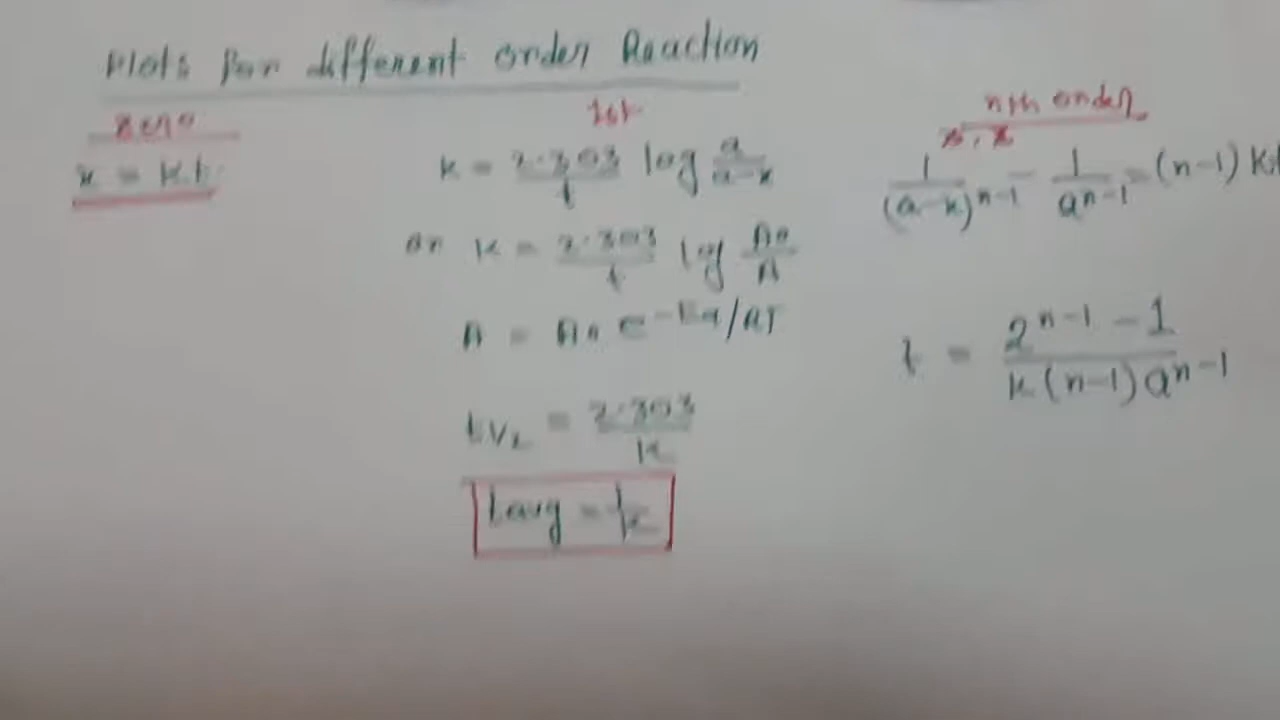 Plots for different order Reaction
zero
x = Kt
1st
k = 2.303/t log a/a-x
or k = 2.303/t log A0/A
A = A0 e^-Ea/RT
t1/2 = 2.303/k
tavg = 1/k
nth order
1/(a-x)^n-1 - 1/a^n-1 = (n-1) Kt
t = 2^n-1 - 1/k(n-1)a^n-1